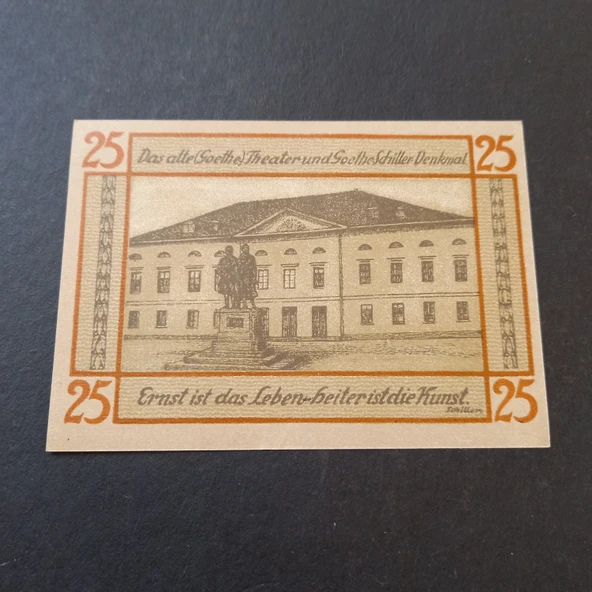 25 Das alte (Goethe) Theater und Goethe Schiller Denkmal 25
25 Ernst ist das Leben - heiter ist die Kunst. 25
Schiller